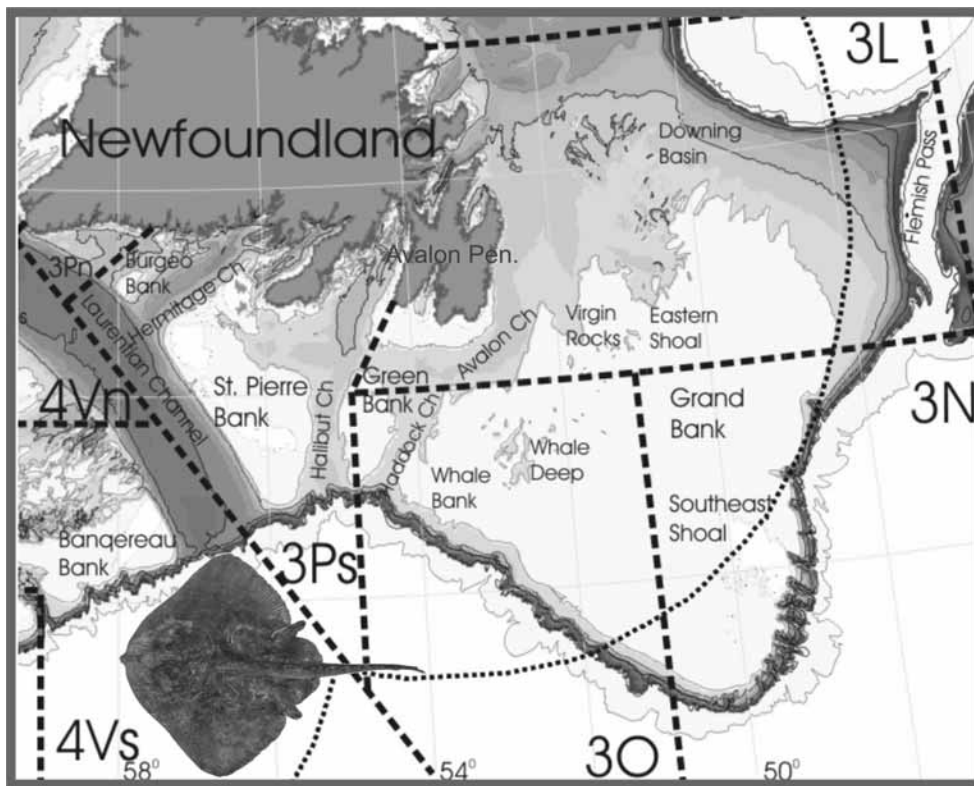 3L
Newfoundland
Downing
Basin
Flemish Pass
Avalon Pen.
3Pn
Burgeo
Bank
Hermitage Ch
Laurentian Channel
Avalon Ch
Virgin
Rocks
Eastern
Shoal
St. Pierre
Bank
Green
Bank
Grand
Bank
3N
4Vn
Halibut Ch
Haddock Ch
Whale
Bank
Whale
Deep
Southeast
Shoal
Banqereau
Bank
3Ps
4Vs
3O
58°
54°
50°